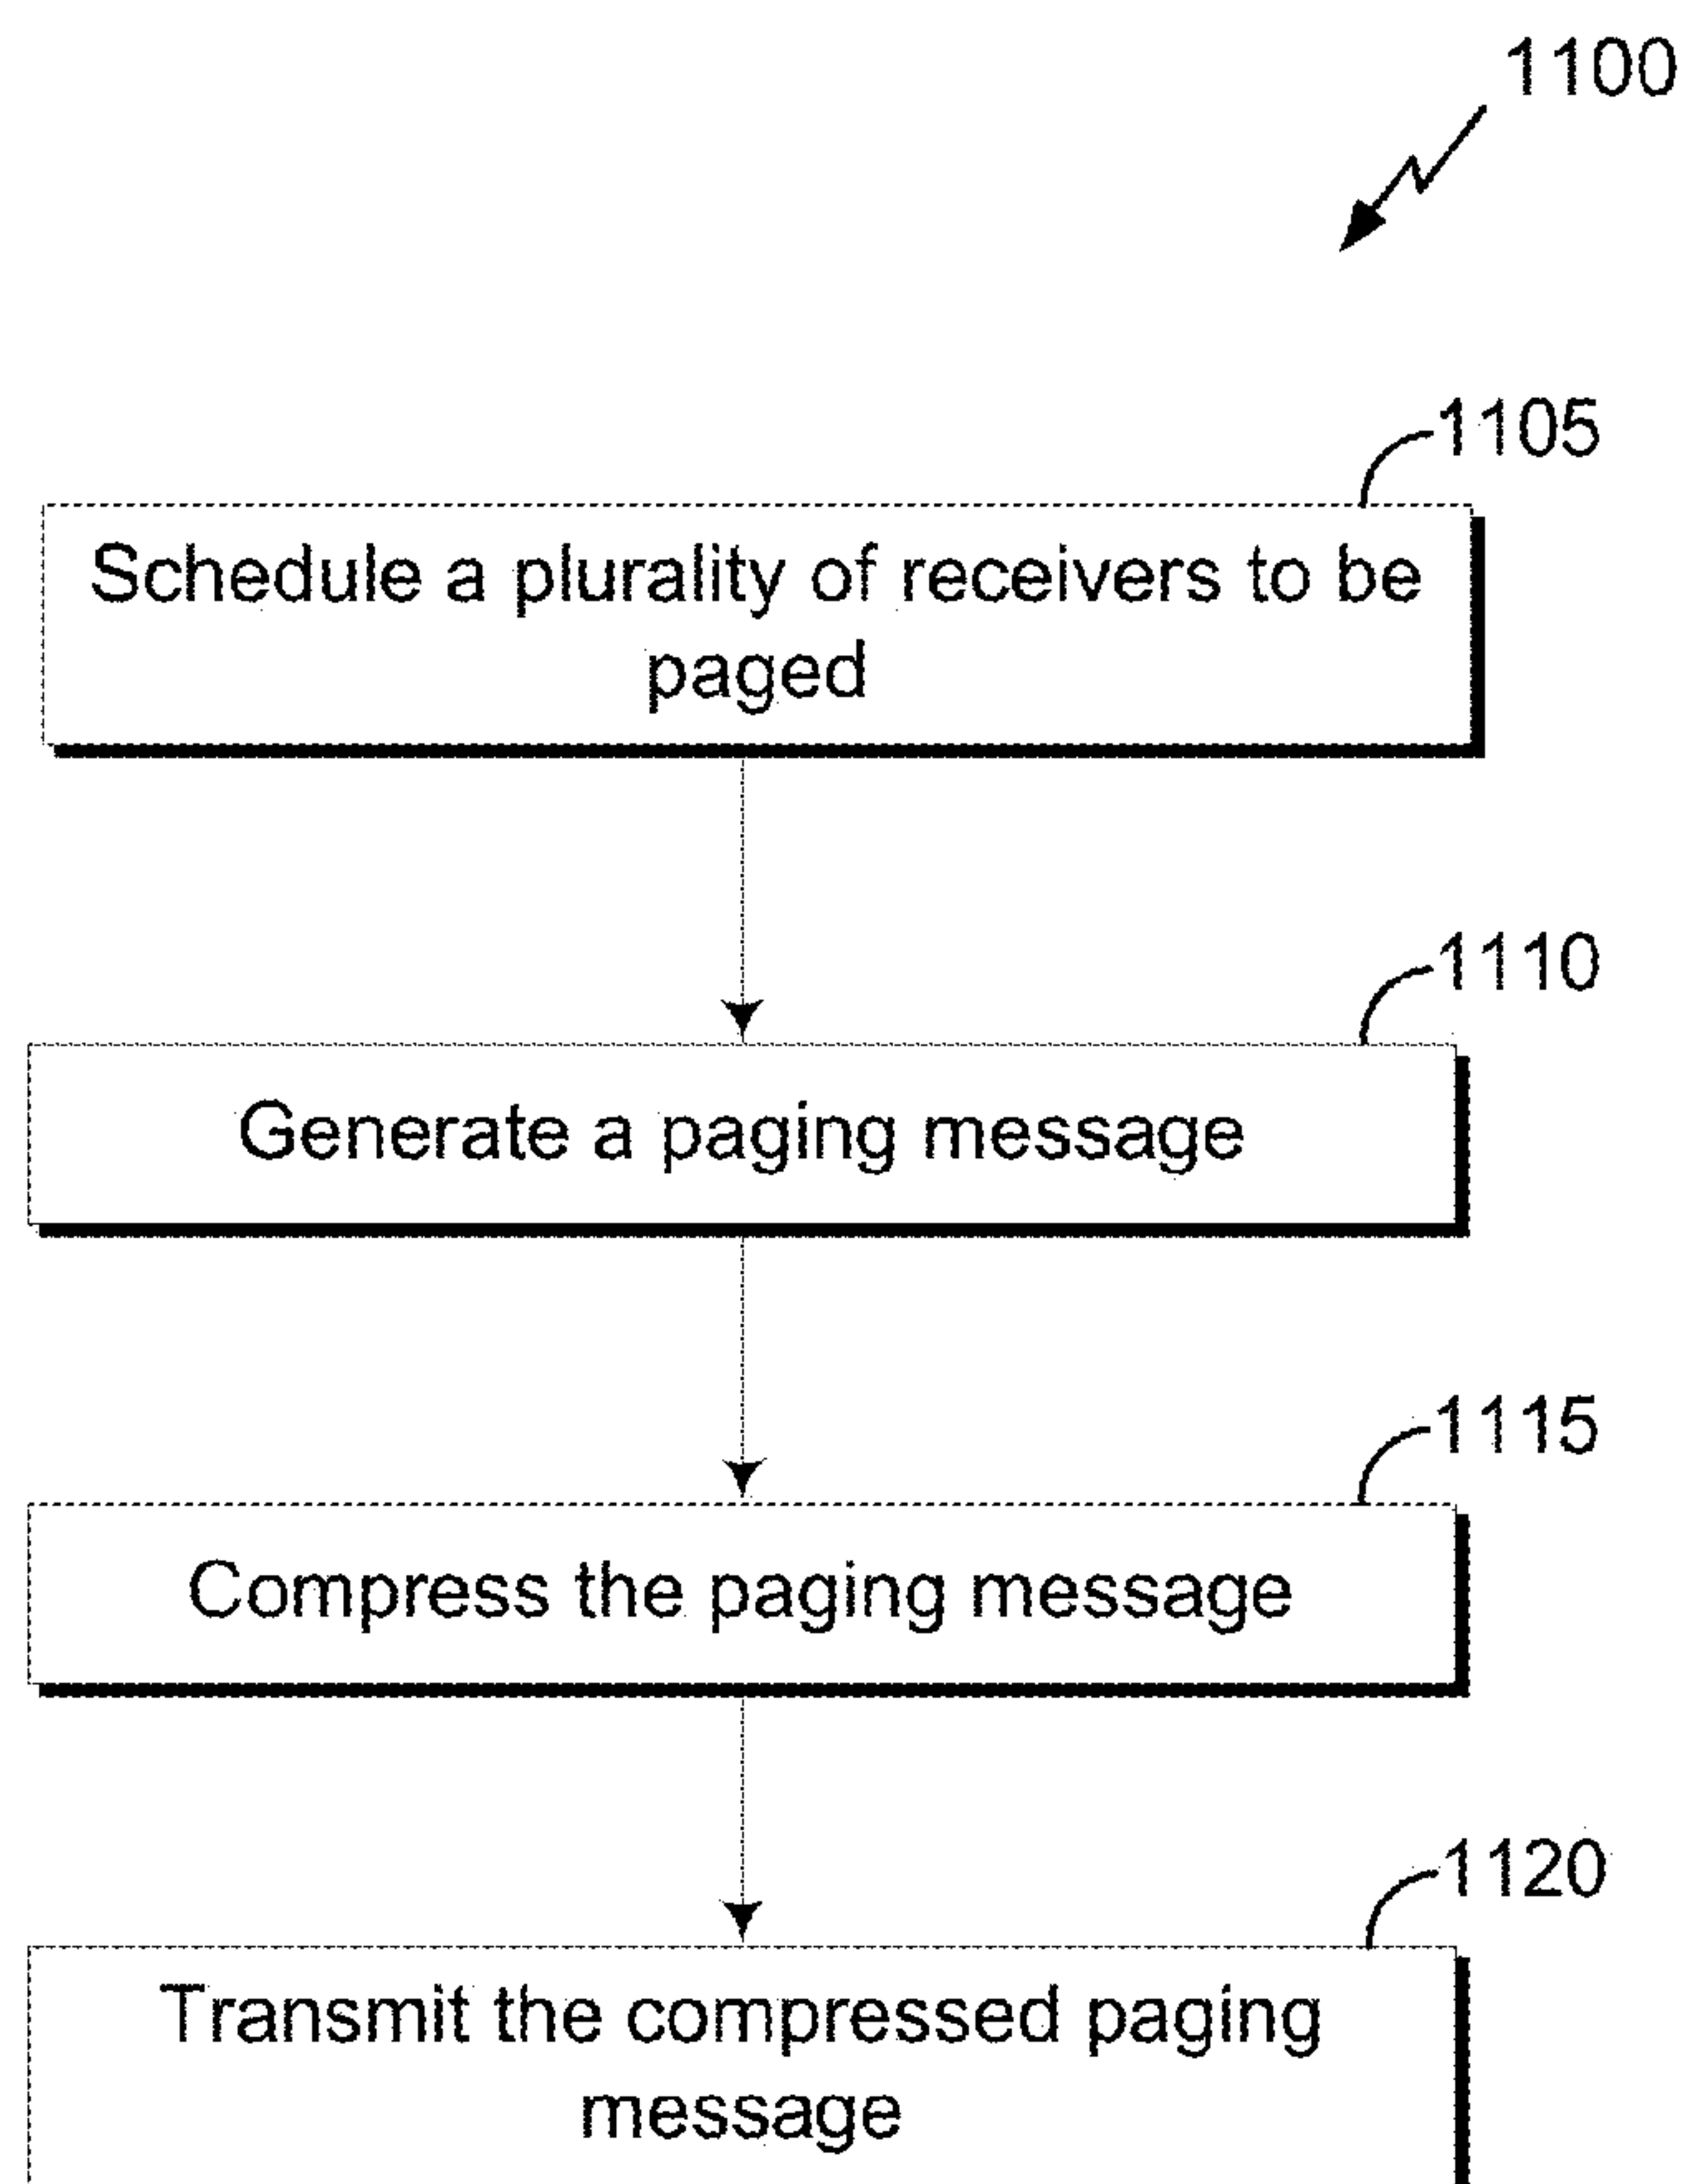 1100
1105
Schedule a plurality of receivers to be
paged
1110
Generate a paging message
1115
Compress the paging message
1120
Transmit the compressed paging
message